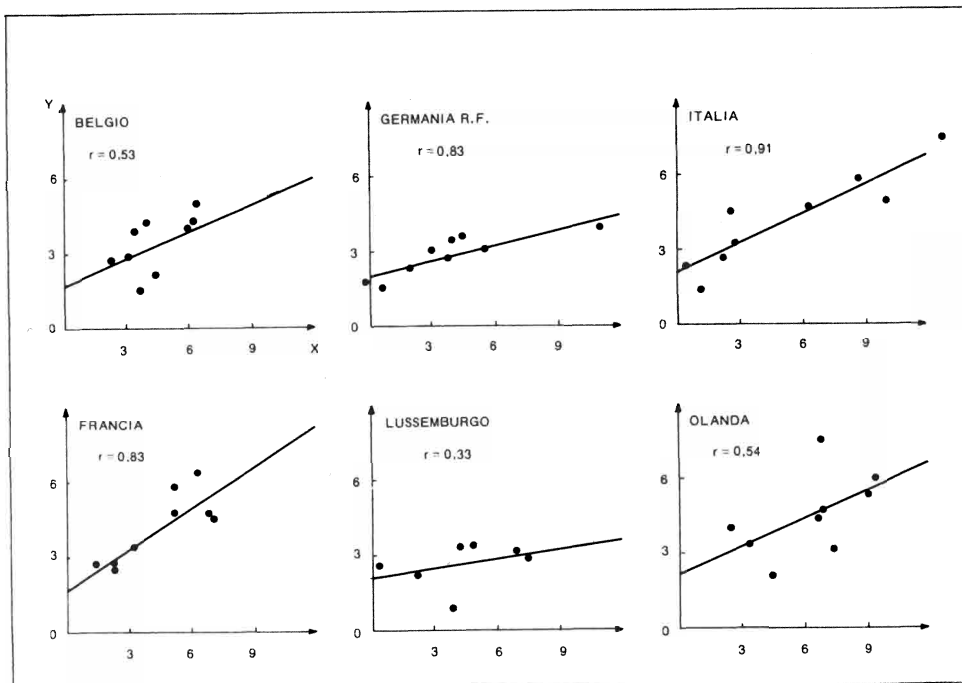 Y
BELGIO
r = 0,53
6
3
0
3 6 9 X
GERMANIA R.F.
r = 0,83
6
3
0
3 6 9
ITALIA
r = 0,91
6
3
0
3 6 9
FRANCIA
r = 0,83
6
3
0
3 6 9
LUSSEMBURGO
r = 0,33
6
3
0
3 6 9
OLANDA
r = 0,54
6
3
0
3 6 9